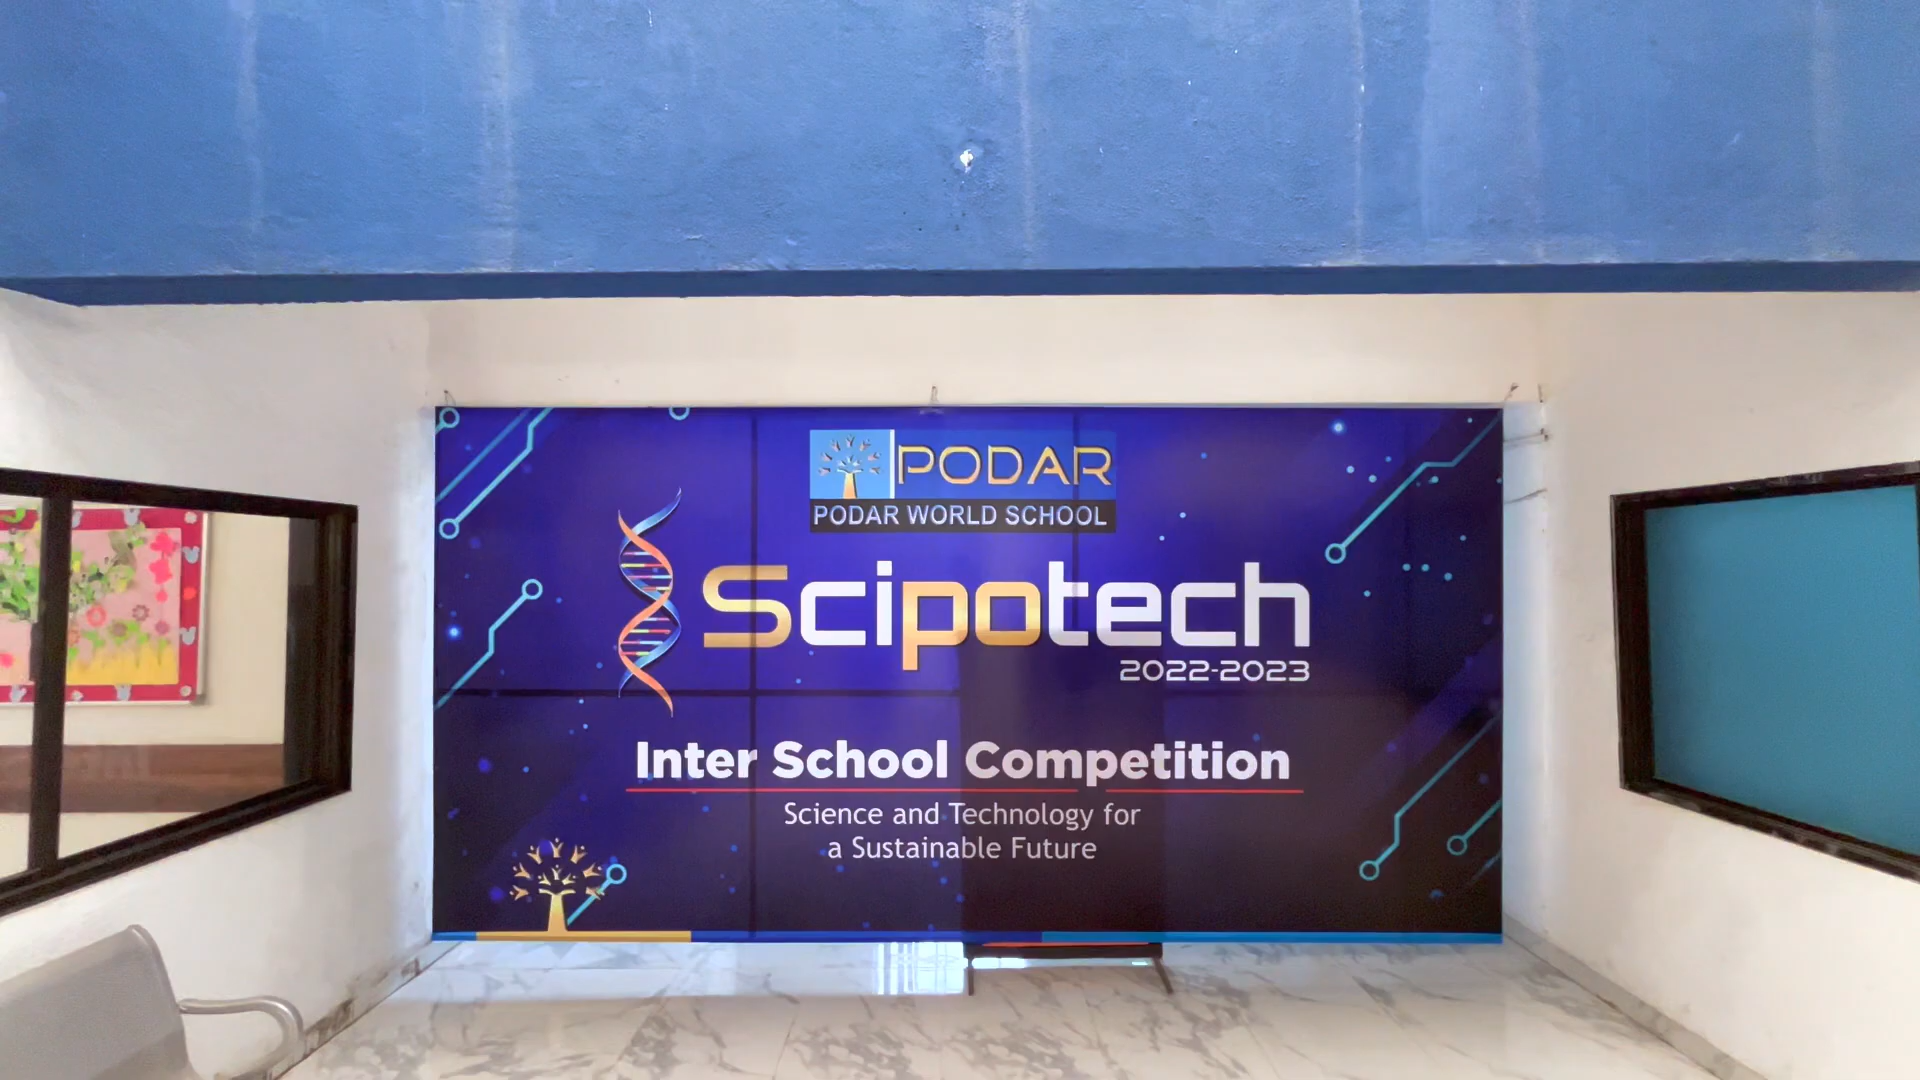 PODAR
PODAR WORLD SCHOOL
Scipotech
2022-2023
Inter School Competition
Science and Technology for
a Sustainable Future